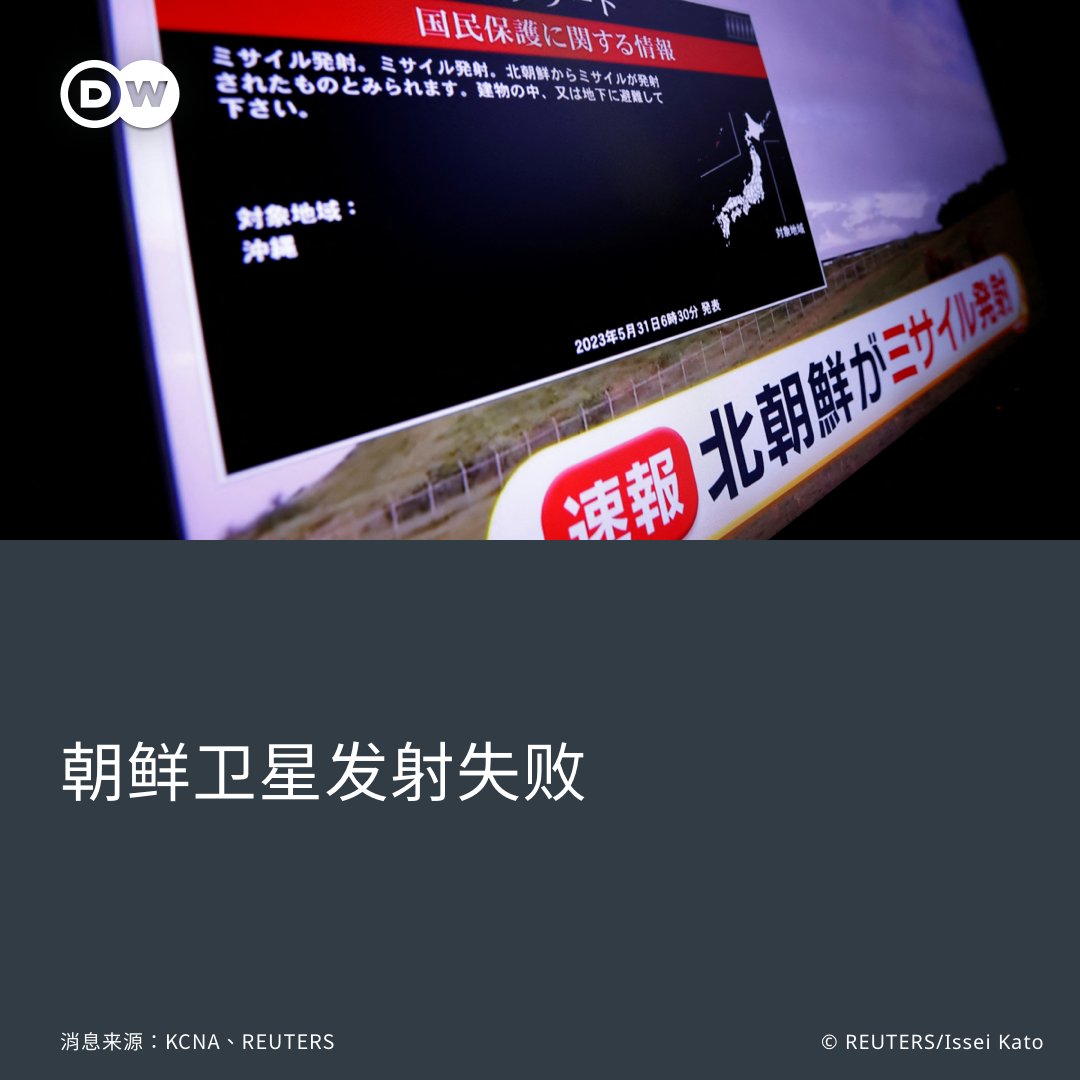 DW
国民保護に関する情報
ミサイル発射。ミサイル発射。北朝鮮からミサイルが発射
されたものとみられます。建物の中、又は地下に避難して
下さい。
対象地域：
沖縄
対象地域
2023年5月31日6時30分 発表
速報 北朝鮮がミサイル発射
朝鲜卫星发射失败
消息来源：KCNA、REUTERS
© REUTERS/Issei Kato